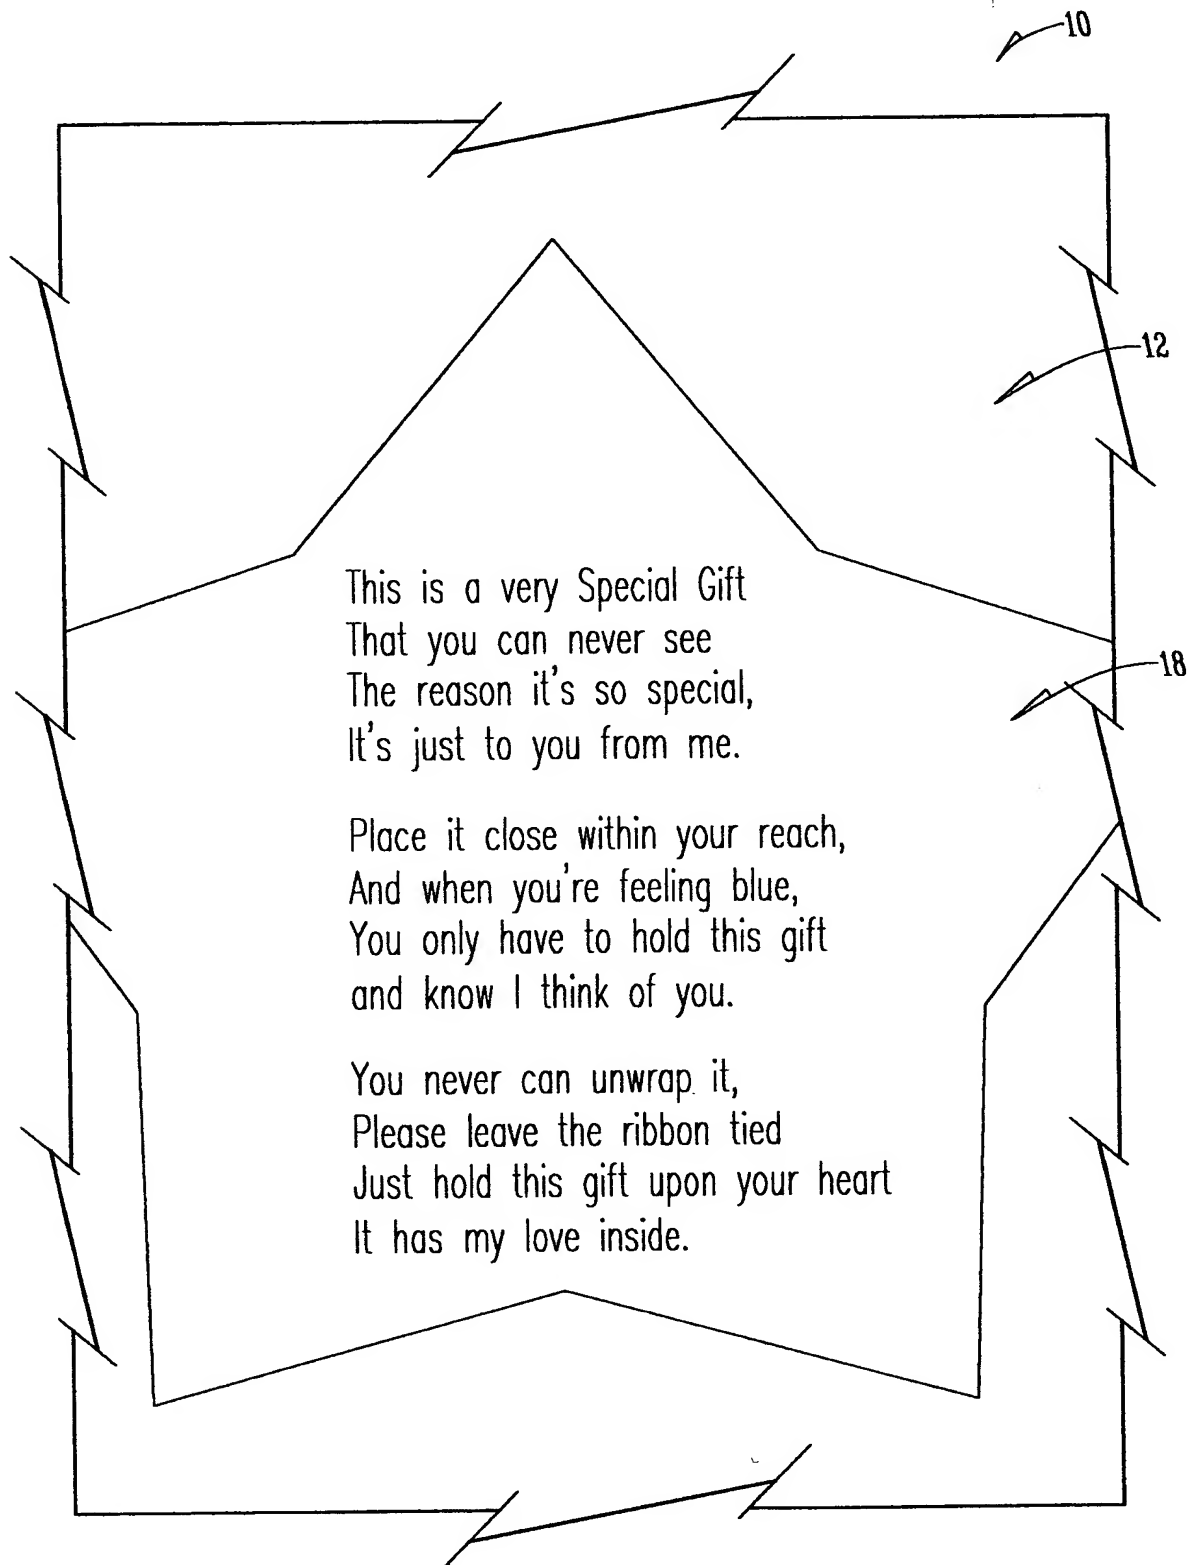 10
12
This is a very Special Gift
That you can never see
The reason it's so special,
It's just to you from me.
18
Place it close within your reach,
And when you're feeling blue,
You only have to hold this gift
and know I think of you.
You never can unwrap it,
Please leave the ribbon tied
Just hold this gift upon your heart
It has my love inside.